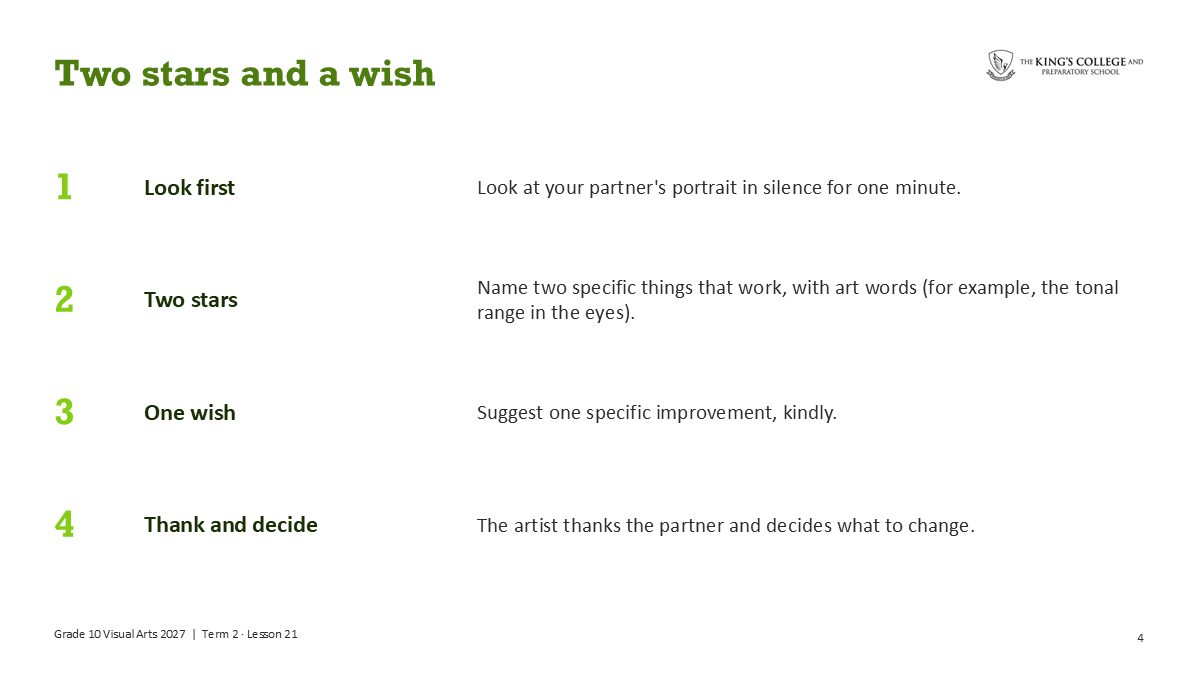 Two stars and a wish
THE KING'S COLLEGE AND
PREPARATORY SCHOOL
1
Look first
Look at your partner's portrait in silence for one minute.
2
Two stars
Name two specific things that work, with art words (for example, the tonal
range in the eyes).
3
One wish
Suggest one specific improvement, kindly.
4
Thank and decide
The artist thanks the partner and decides what to change.
Grade 10 Visual Arts 2027 | Term 2 · Lesson 21
4